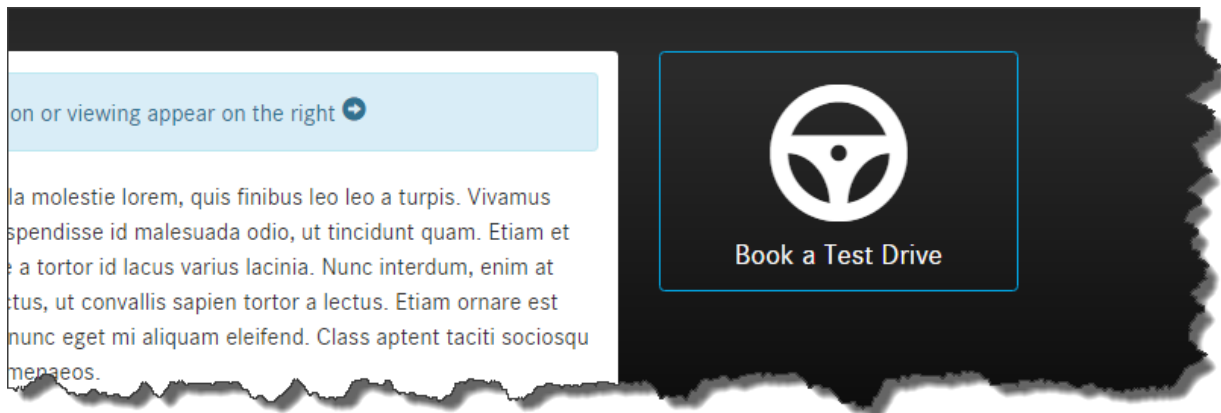 on or viewing appear on the right
la molestie lorem, quis finibus leo leo a turpis. Vivamus
spendisse id malesuada odio, ut tincidunt quam. Etiam et
a tortor id lacus varius lacinia. Nunc interdum, enim at
ctus, ut convallis sapien tortor a lectus. Etiam ornare est
nunc eget mi aliquam eleifend. Class aptent taciti sociosqu
menaeos.
Book a Test Drive